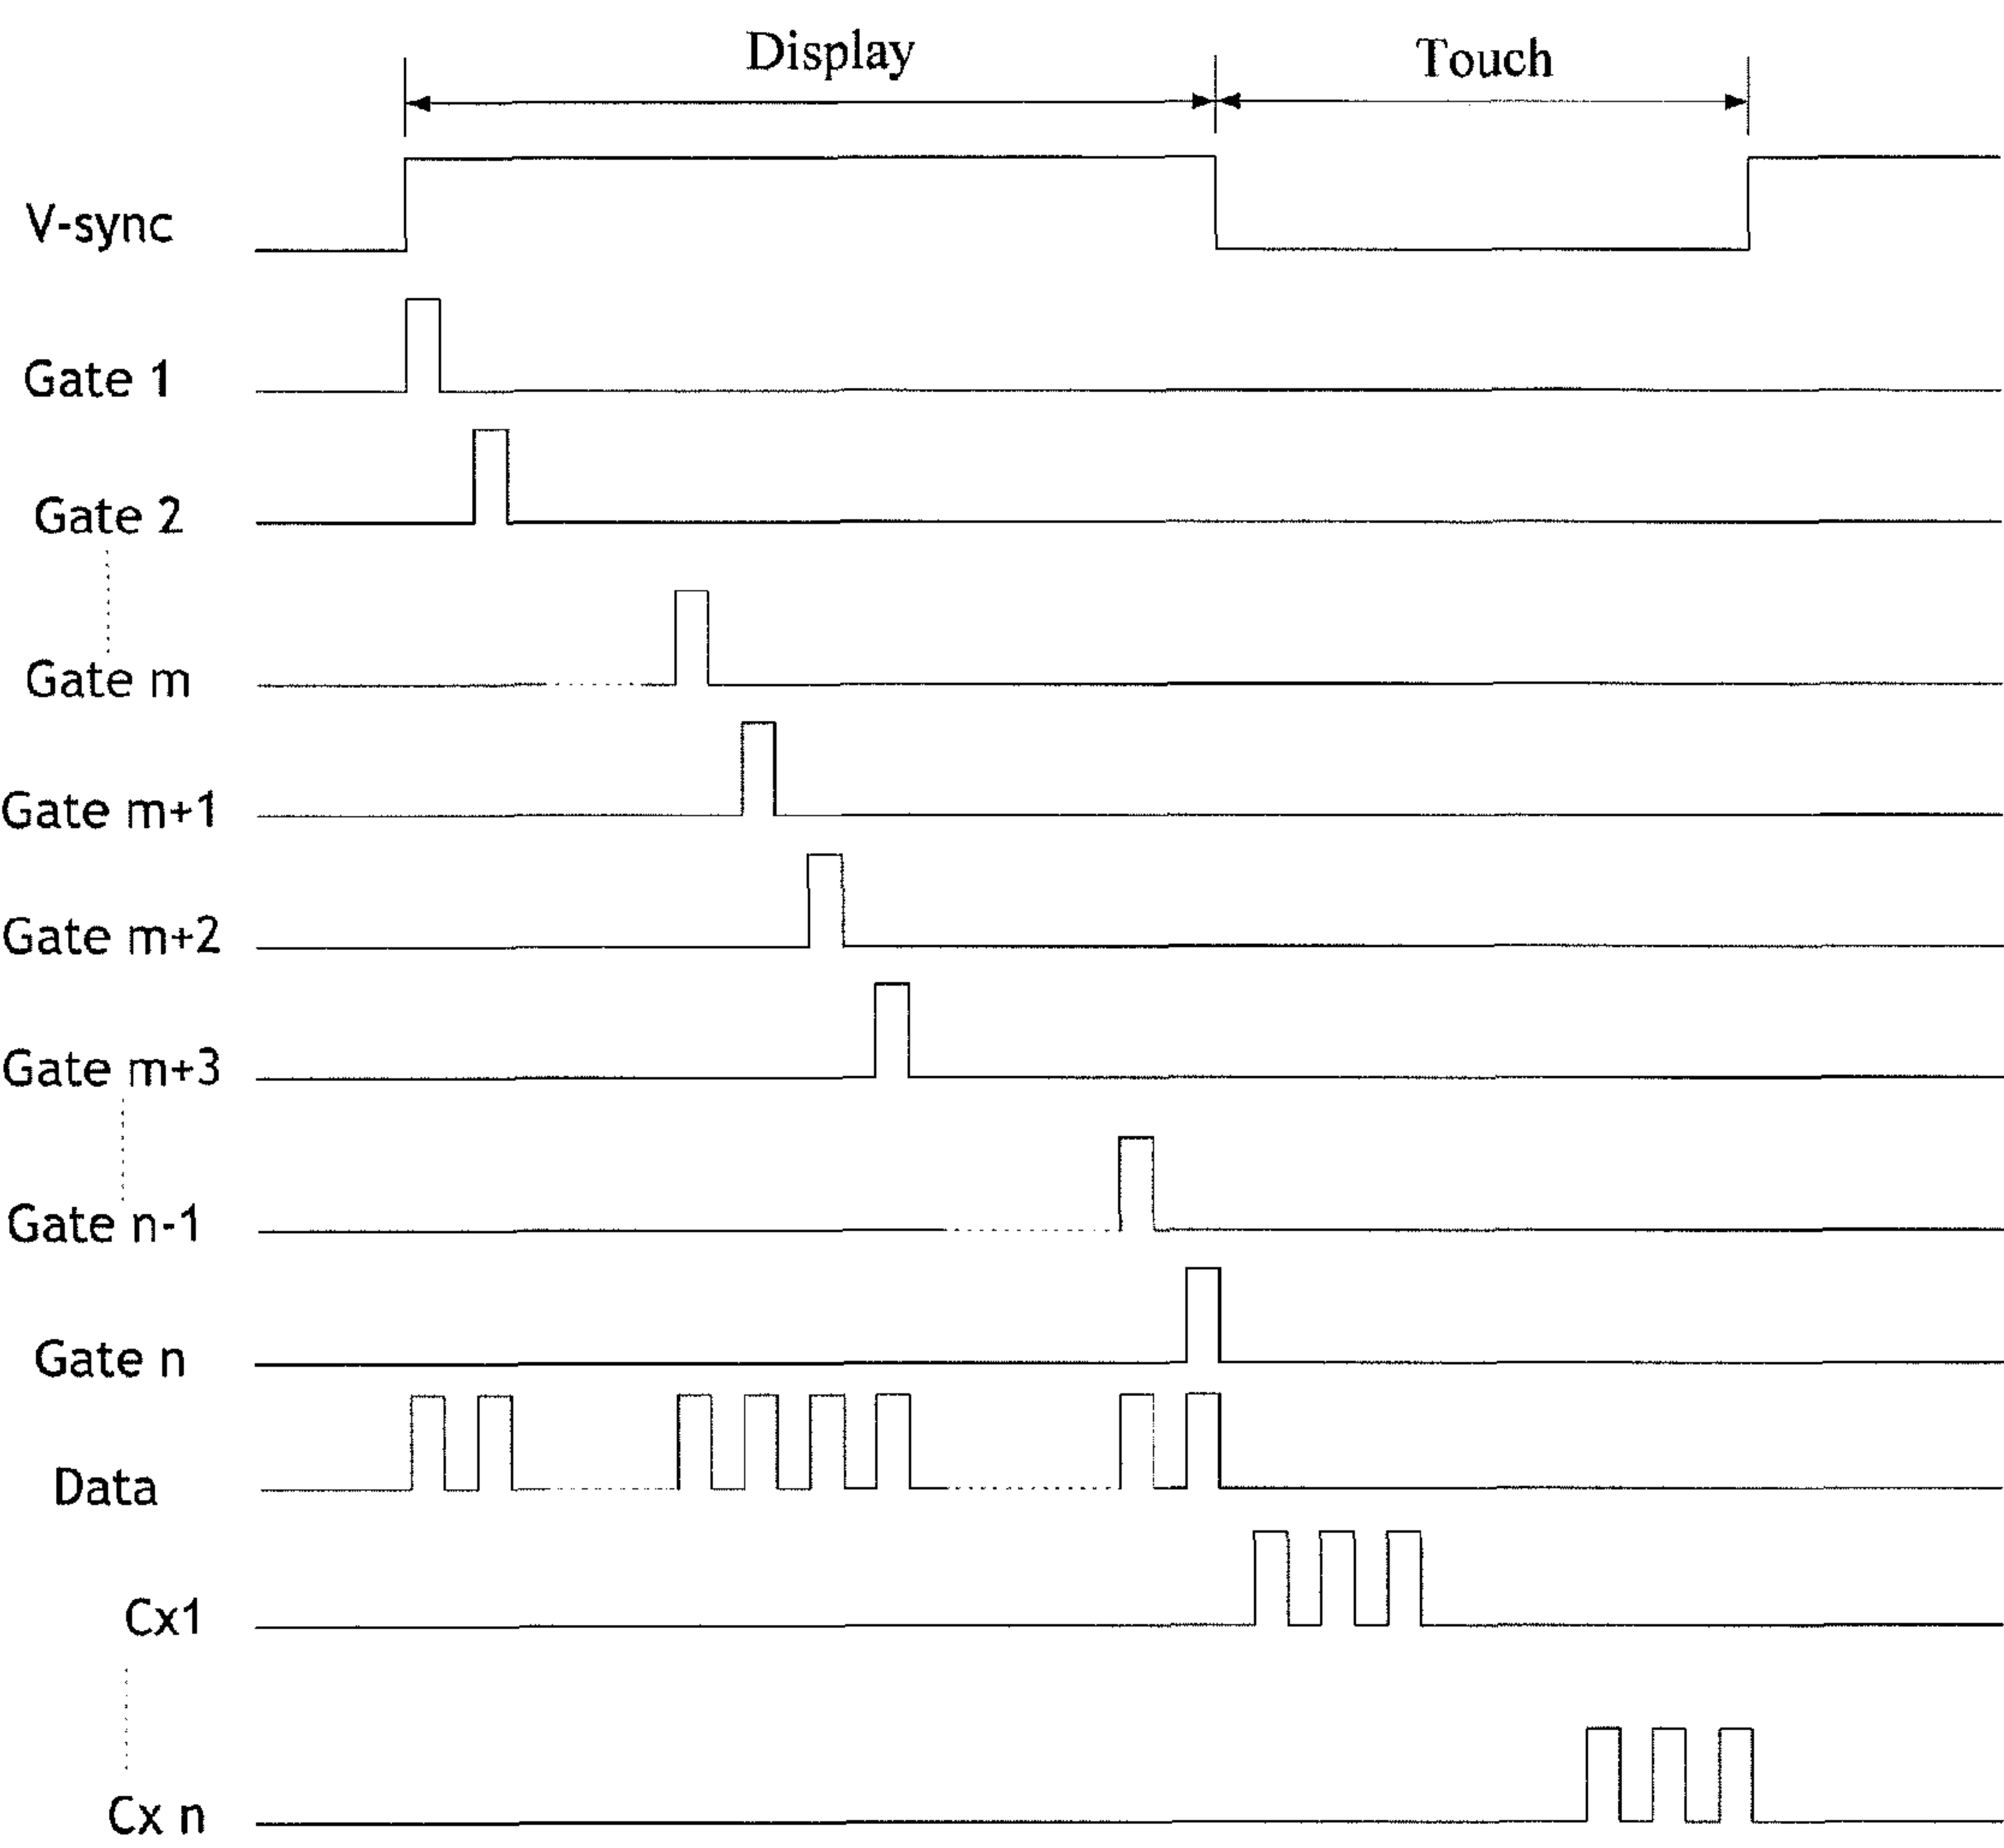 Display
Touch
V-sync
Gate 1
Gate 2
Gate m
Gate m+1
Gate m+2
Gate m+3
Gate n-1
Gate n
Data
Cx1
Cx n